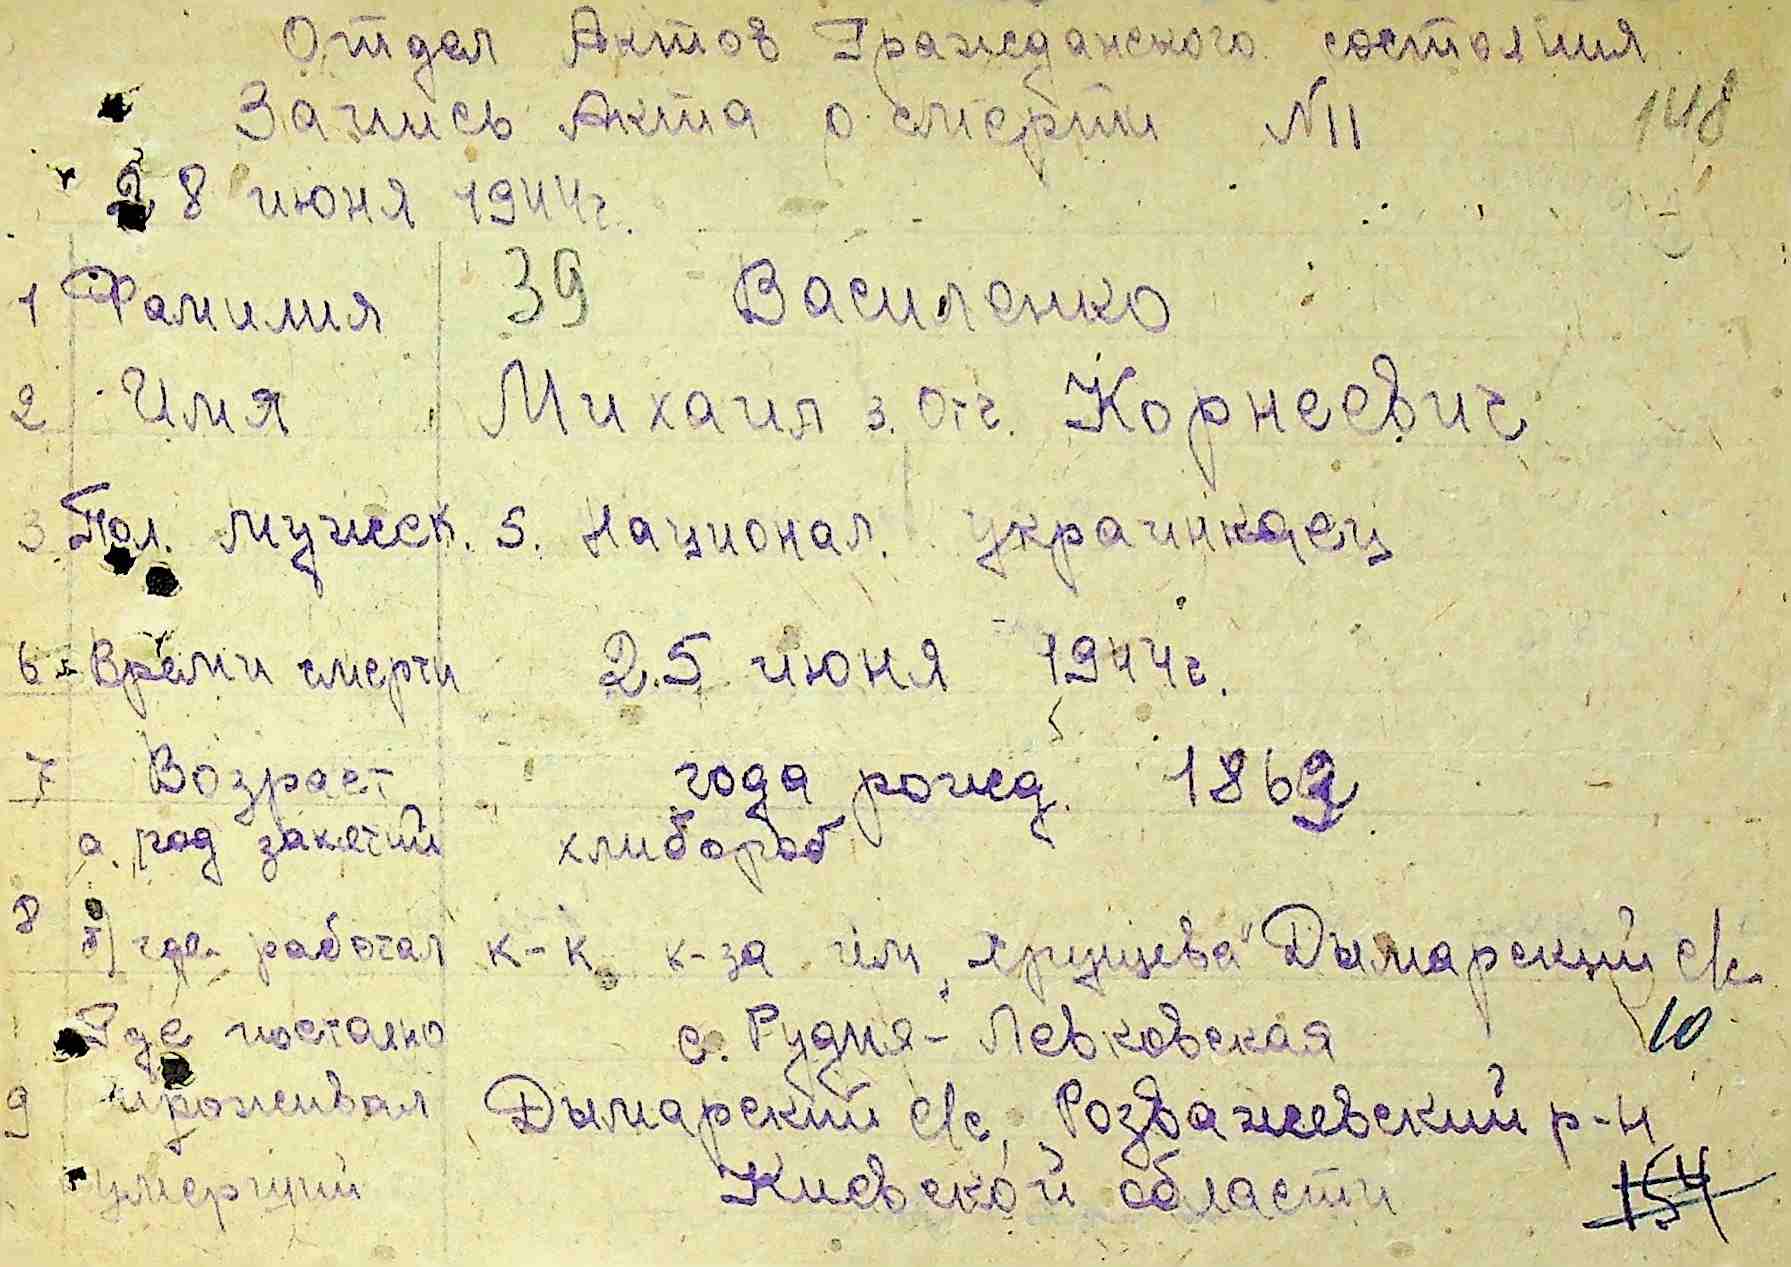 Отдел Актов Гражданского состояния
Запись Акта о смерти N11 148
28 июня 1944г.
1 Фамилия 39 Василенко
2 Имя Михаил 3. Отч. Корнеевич
3 Пол. мужск. 5. Национал. украинкаец
6 Время смерти 25 июня 1944г.
7 Возраст года рожд. 1869
а. род занятий хлибороб
8 б) где работал к-к к-за им „Хрущева" Дымарский с/с.
Где постаяно с. Рудня-Левковская 10
9 проживал Дымарский с/с, Розважевский р-н
умерший Киевской области 154